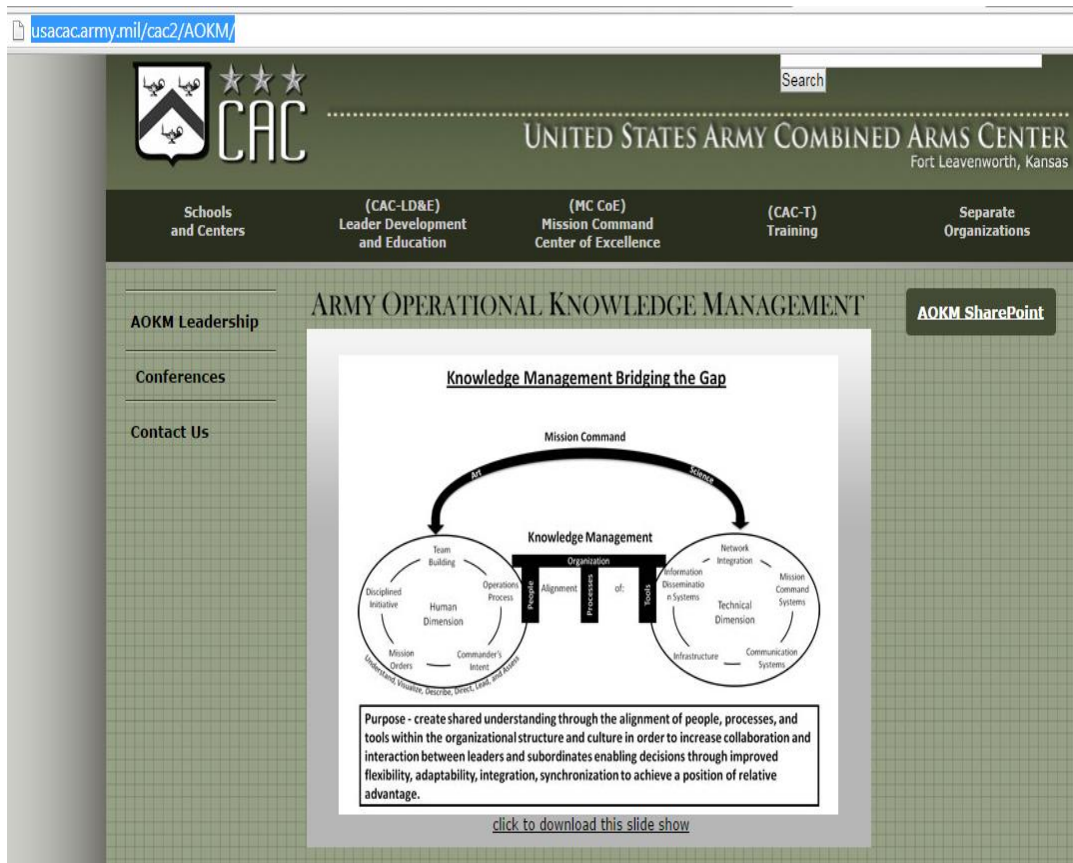 usacac.army.mil/cac2/AOKM/
Search
CAC
UNITED STATES ARMY COMBINED ARMS CENTER
Fort Leavenworth, Kansas
Schools
and Centers
(CAC-LD&E)
Leader Development
and Education
(MC CoE)
Mission Command
Center of Excellence
(CAC-T)
Training
Separate
Organizations
AOKM Leadership
Conferences
Contact Us
ARMY OPERATIONAL KNOWLEDGE MANAGEMENT
AOKM SharePoint
Knowledge Management Bridging the Gap
Mission Command
Art
Science
Knowledge Management
Organization
People
Alignment
Processes
of:
Tools
Team
Building
Operations
Process
Commander's
Intent
Mission
Orders
Disciplined
Initiative
Human
Dimension
Understand, Visualize, Describe, Direct, Lead, and Assess
Network
Integration
Mission
Command
Systems
Communication
Systems
Infrastructure
Information
Disseminatio
n Systems
Technical
Dimension
Purpose - create shared understanding through the alignment of people, processes, and
tools within the organizational structure and culture in order to increase collaboration and
interaction between leaders and subordinates enabling decisions through improved
flexibility, adaptability, integration, synchronization to achieve a position of relative
advantage.
click to download this slide show